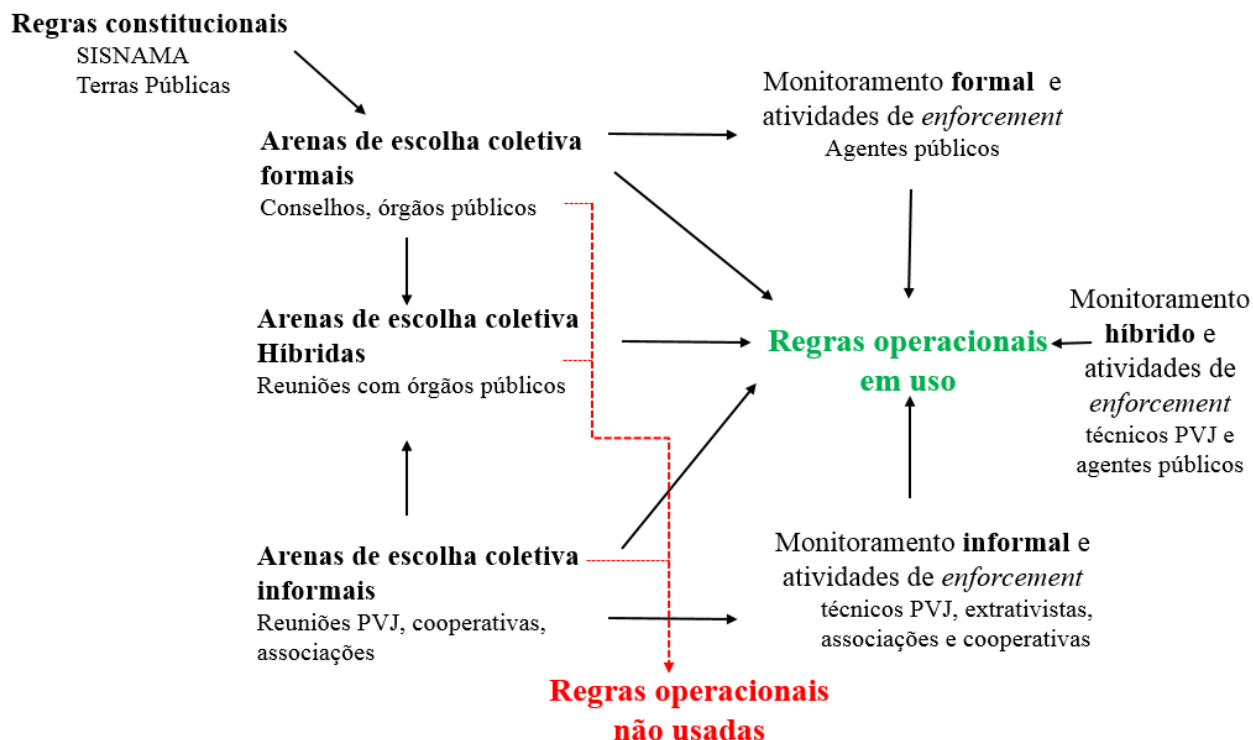 Regras constitucionais
SISNAMA
Terras Públicas
Arenas de escolha coletiva
formais
Conselhos, órgãos públicos
Monitoramento formal e
atividades de enforcement
Agentes públicos
Arenas de escolha coletiva
Híbridas
Reuniões com órgãos públicos
Regras operacionais
em uso
Monitoramento
híbrido e
atividades de
enforcement
técnicos PVJ e
agentes públicos
Arenas de escolha coletiva
informais
Reuniões PVJ, cooperativas,
associações
Monitoramento informal e
atividades de enforcement
técnicos PVJ, extrativistas,
associações e cooperativas
Regras operacionais
não usadas